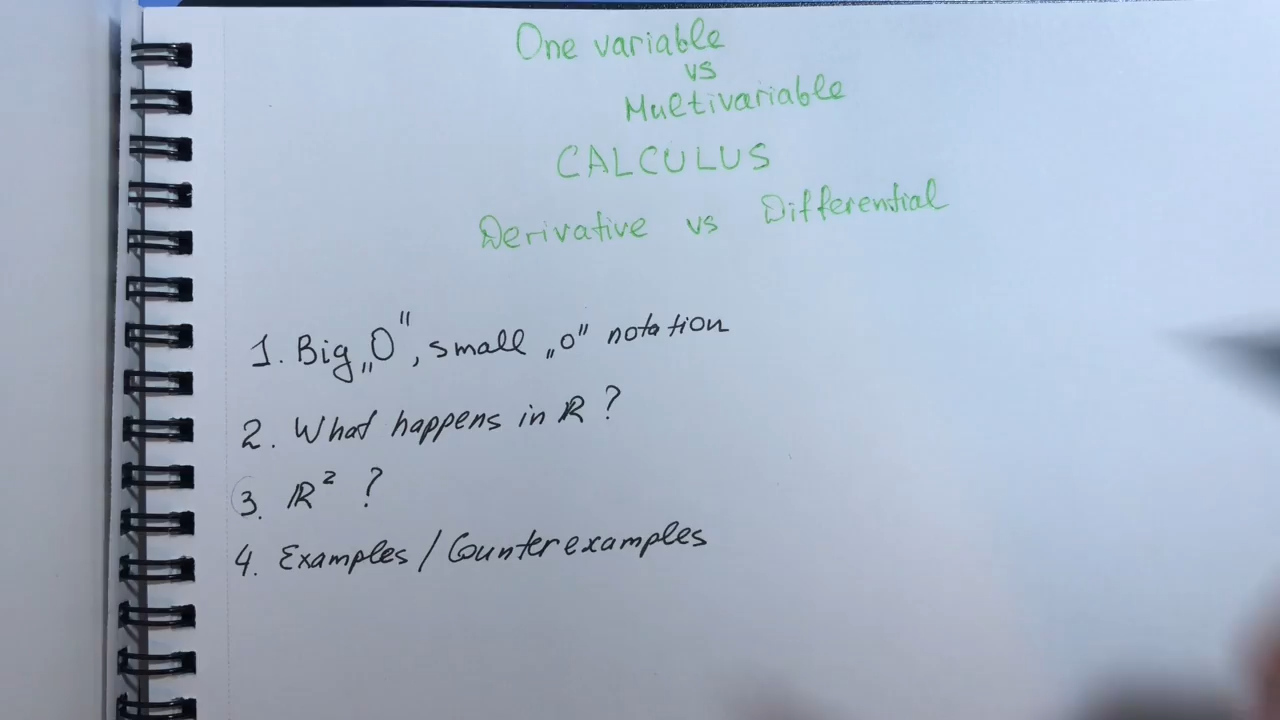 One variable
vs
Multivariable
CALCULUS
Derivative vs Differential
1. Big „O", small „o" notation
2. What happens in ℝ ?
3. ℝ² ?
4. Examples / Counterexamples